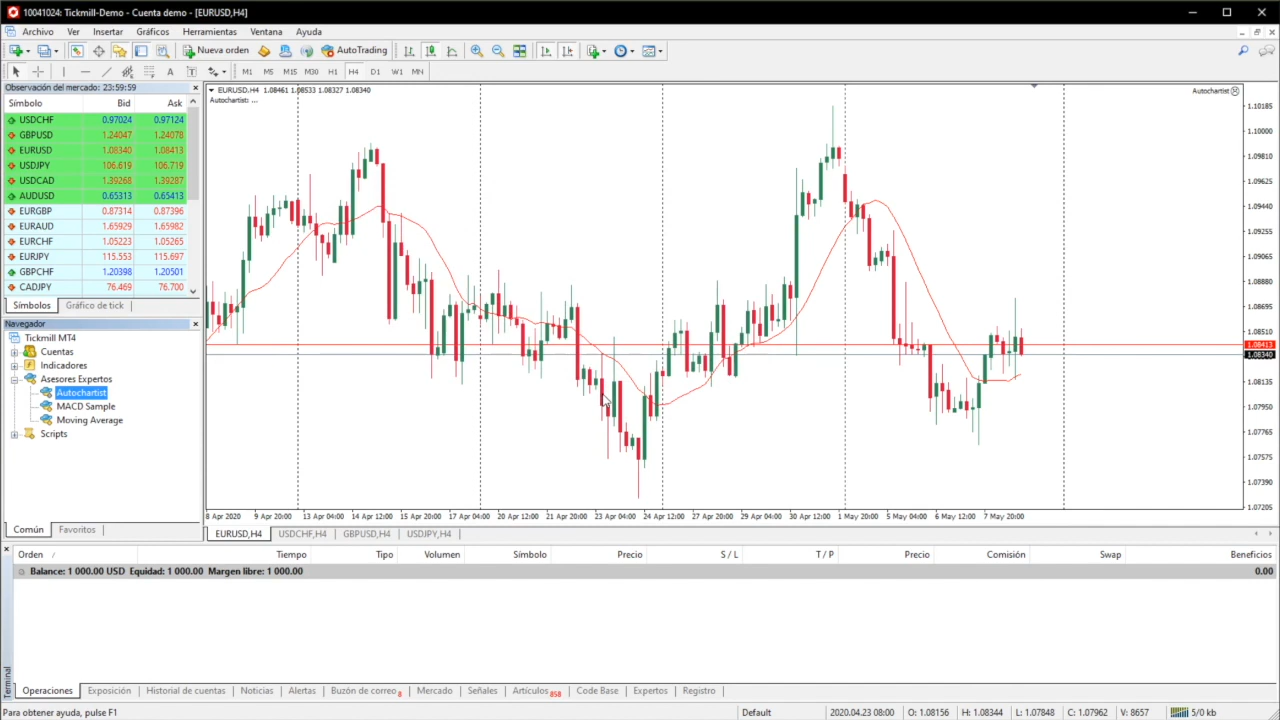 10041024: Tickmill-Demo - Cuenta demo - [EURUSD,H4]
Archivo Ver Insertar Gráficos Herramientas Ventana Ayuda
Nueva orden AutoTrading
A T M1 M5 M15 M30 H1 H4 D1 W1 MN
Observación del mercado: 23:59:59
Símbolo Bid Ask
USDCHF 0.97024 0.97124
GBPUSD 1.24047 1.24078
EURUSD 1.08340 1.08413
USDJPY 106.619 106.719
USDCAD 1.39268 1.39287
AUDUSD 0.65313 0.65413
EURGBP 0.87314 0.87396
EURAUD 1.65929 1.65982
EURCHF 1.05223 1.05265
EURJPY 115.553 115.697
GBPCHF 1.20398 1.20501
CADJPY 76.469 76.700
Símbolos Gráfico de tick
Navegador
Tickmill MT4
Cuentas
Indicadores
Asesores Expertos
Autochartist
MACD Sample
Moving Average
Scripts
Común Favoritos
EURUSD,H4 1.08461 1.08533 1.08327 1.08340
Autochartist: ...
Autochartist
1.10185
1.10000
1.09810
1.09625
1.09440
1.09255
1.09065
1.08880
1.08695
1.08510
1.08413
1.08340
1.08135
1.07950
1.07765
1.07575
1.07390
1.07205
8 Apr 2020 9 Apr 20:00 13 Apr 04:00 14 Apr 12:00 15 Apr 20:00 17 Apr 04:00 20 Apr 12:00 21 Apr 20:00 23 Apr 04:00 24 Apr 12:00 27 Apr 20:00 29 Apr 04:00 30 Apr 12:00 1 May 20:00 5 May 04:00 6 May 12:00 7 May 20:00
EURUSD,H4 USDCHF,H4 GBPUSD,H4 USDJPY,H4
Orden Tiempo Tipo Volumen Símbolo Precio S / L T / P Precio Comisión Swap Beneficios
Balance: 1 000.00 USD Equidad: 1 000.00 Margen libre: 1 000.00 0.00
Terminal
Operaciones Exposición Historial de cuentas Noticias Alertas Buzón de correo 8 Mercado Señales Artículos 858 Code Base Expertos Registro
Para obtener ayuda, pulse F1 Default 2020.04.23 08:00 O: 1.08156 H: 1.08344 L: 1.07848 C: 1.07962 V: 8657 5/0 kb